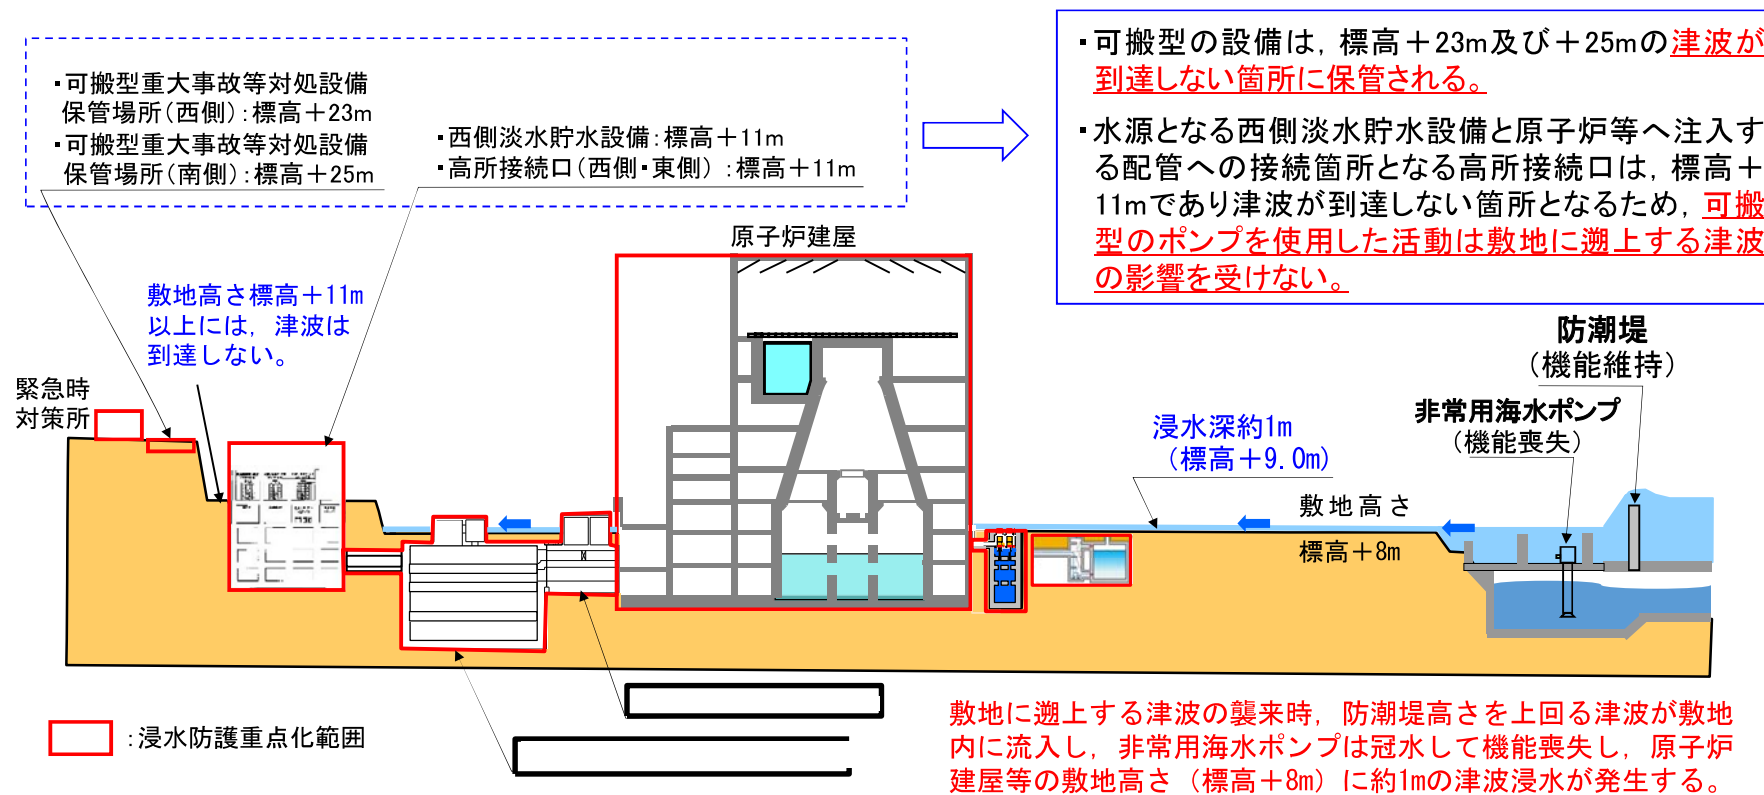 ・可搬型重大事故等対処設備
保管場所(西側):標高+23m
・可搬型重大事故等対処設備
保管場所(南側):標高+25m
・西側淡水貯水設備:標高+11m
・高所接続口(西側・東側):標高+11m
・可搬型の設備は,標高+23m及び+25mの津波が
到達しない箇所に保管される。
・水源となる西側淡水貯水設備と原子炉等へ注入す
る配管への接続箇所となる高所接続口は,標高+
11mであり津波が到達しない箇所となるため,可搬
型のポンプを使用した活動は敷地に遡上する津波
の影響を受けない。
原子炉建屋
敷地高さ標高+11m
以上には,津波は
到達しない。
緊急時
対策所
防潮堤
(機能維持)
非常用海水ポンプ
(機能喪失)
浸水深約1m
(標高+9.0m)
敷地高さ
標高+8m
:浸水防護重点化範囲
敷地に遡上する津波の襲来時,防潮堤高さを上回る津波が敷地
内に流入し,非常用海水ポンプは冠水して機能喪失し,原子炉
建屋等の敷地高さ(標高+8m)に約1mの津波浸水が発生する。